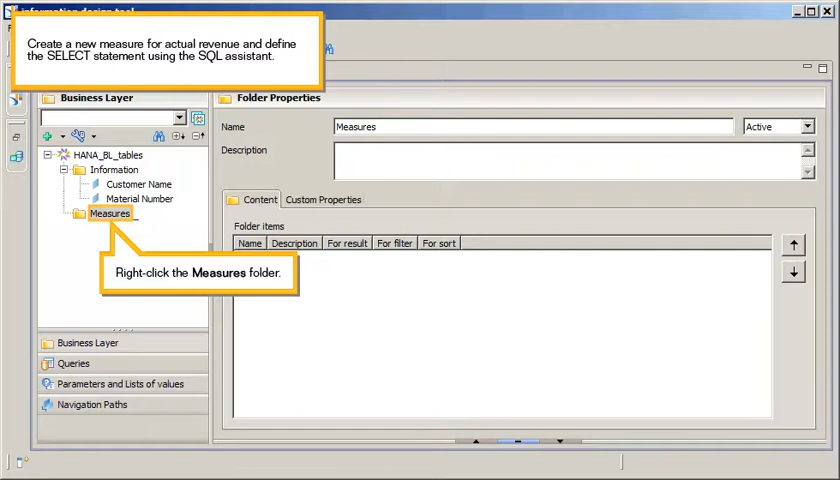 information design tool
Create a new measure for actual revenue and define
the SELECT statement using the SQL assistant.
Business Layer
HANA_BL_tables
Information
Customer Name
Material Number
Measures
Right-click the Measures folder.
Business Layer
Queries
Parameters and Lists of values
Navigation Paths
Folder Properties
Name
Measures
Active
Description
Content
Custom Properties
Folder items
Name
Description
For result
For filter
For sort